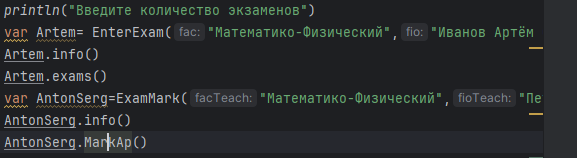 println("Введите количество экзаменов")
var Artem= EnterExam( fac: "Математико-Физический", fio: "Иванов Артём
Artem.info()
Artem.exams()
var AntonSerg=ExamMark( facTeach: "Математико-Физический", fioTeach: "Пе
AntonSerg.info()
AntonSerg.MarkAp()